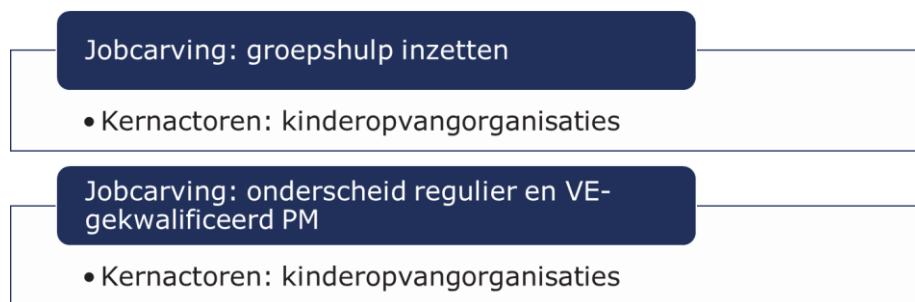 Jobcarving: groepshulp inzetten
• Kernactoren: kinderopvangorganisaties
Jobcarving: onderscheid regulier en VE-
gekwalificeerd PM
• Kernactoren: kinderopvangorganisaties